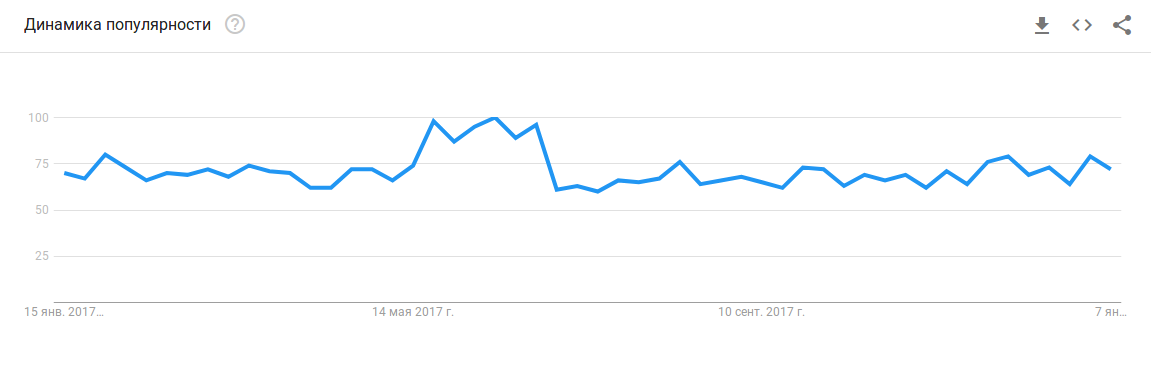 Динамика популярности ?
100
75
50
25
15 янв. 2017…
14 мая 2017 г.
10 сент. 2017 г.
7 ян…